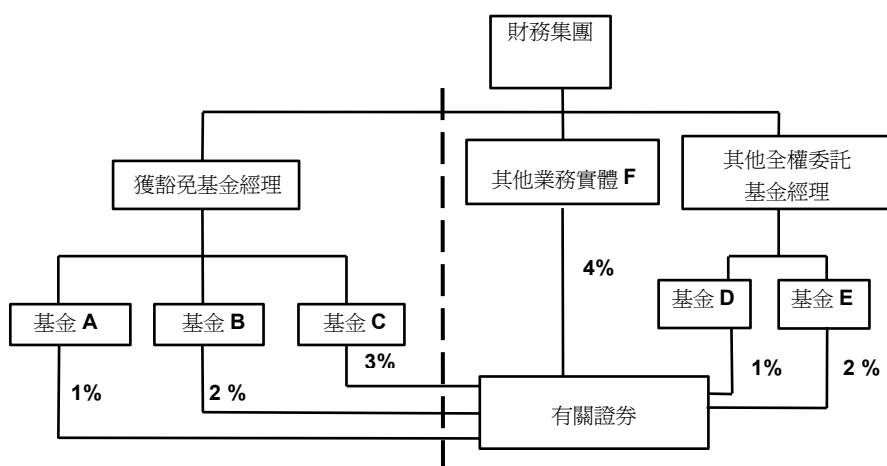 財務集團
獲豁免基金經理
其他業務實體 F
其他全權委託
基金經理
4%
基金 A
基金 B
基金 C
基金 D
基金 E
3%
1%
2 %
1%
2 %
有關證券